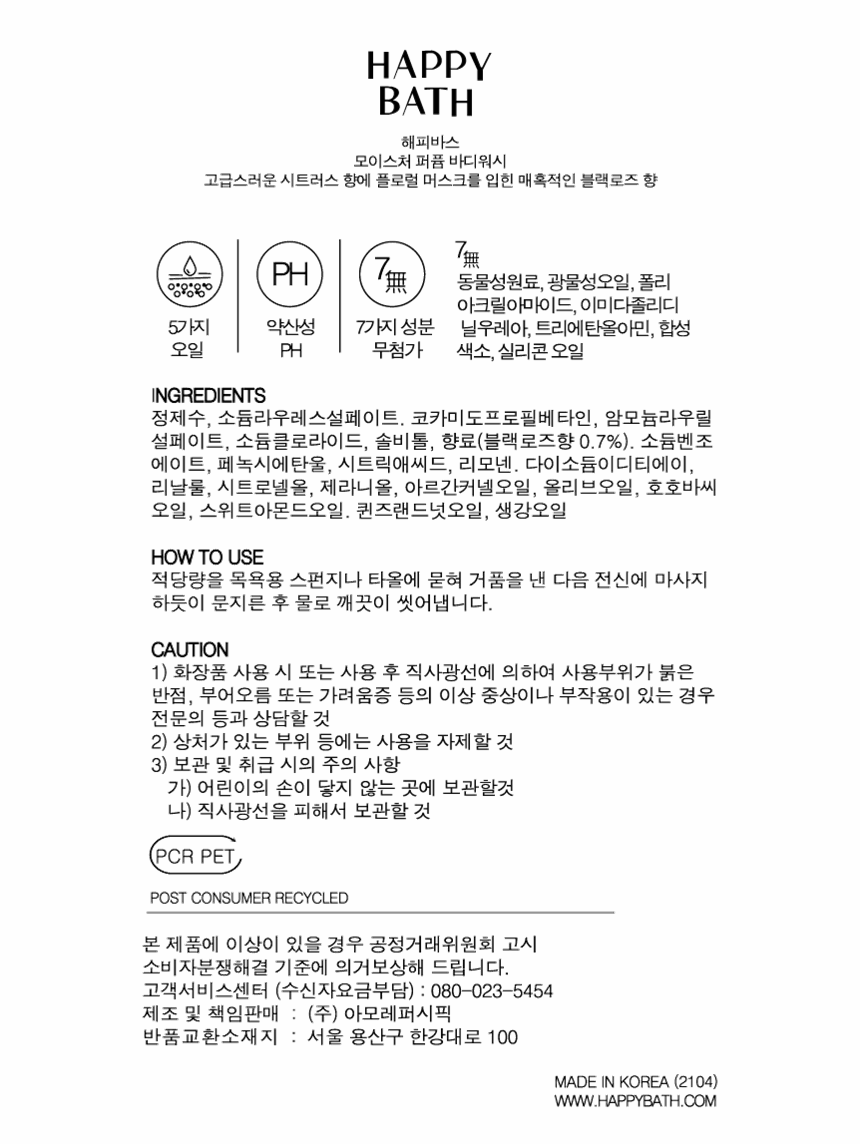 HAPPY
BATH
해피바스
모이스처 퍼퓸 바디워시
고급스러운 시트러스 향에 플로럴 머스크를 입힌 매혹적인 블랙로즈 향
5가지
오일
PH
약산성
PH
7無
7가지 성분
무첨가
7無
동물성원료, 광물성오일, 폴리
아크릴아마이드, 이미다졸리디
닐우레아, 트리에탄올아민, 합성
색소, 실리콘 오일
INGREDIENTS
정제수, 소듐라우레스설페이트. 코카미도프로필베타인, 암모늄라우릴
설페이트, 소듐클로라이드, 솔비톨, 향료(블랙로즈향 0.7%). 소듐벤조
에이트, 페녹시에탄울, 시트릭애씨드, 리모넨. 다이소듐이디티에이,
리날룰, 시트로넬올, 제라니올, 아르간커넬오일, 올리브오일, 호호바씨
오일, 스위트아몬드오일. 퀸즈랜드넛오일, 생강오일
HOW TO USE
적당량을 목욕용 스펀지나 타올에 묻혀 거품을 낸 다음 전신에 마사지
하듯이 문지른 후 물로 깨끗이 씻어냅니다.
CAUTION
1) 화장품 사용 시 또는 사용 후 직사광선에 의하여 사용부위가 붉은
반점, 부어오름 또는 가려움증 등의 이상 중상이나 부작용이 있는 경우
전문의 등과 상담할 것
2) 상처가 있는 부위 등에는 사용을 자제할 것
3) 보관 및 취급 시의 주의 사항
가) 어린이의 손이 닿지 않는 곳에 보관할것
나) 직사광선을 피해서 보관할 것
PCR PET
POST CONSUMER RECYCLED
본 제품에 이상이 있을 경우 공정거래위원회 고시
소비자분쟁해결 기준에 의거보상해 드립니다.
고객서비스센터 (수신자요금부담) : 080-023-5454
제조 및 책임판매 : (주) 아모레퍼시픽
반품교환소재지 : 서울 용산구 한강대로 100
MADE IN KOREA (2104)
WWW.HAPPYBATH.COM